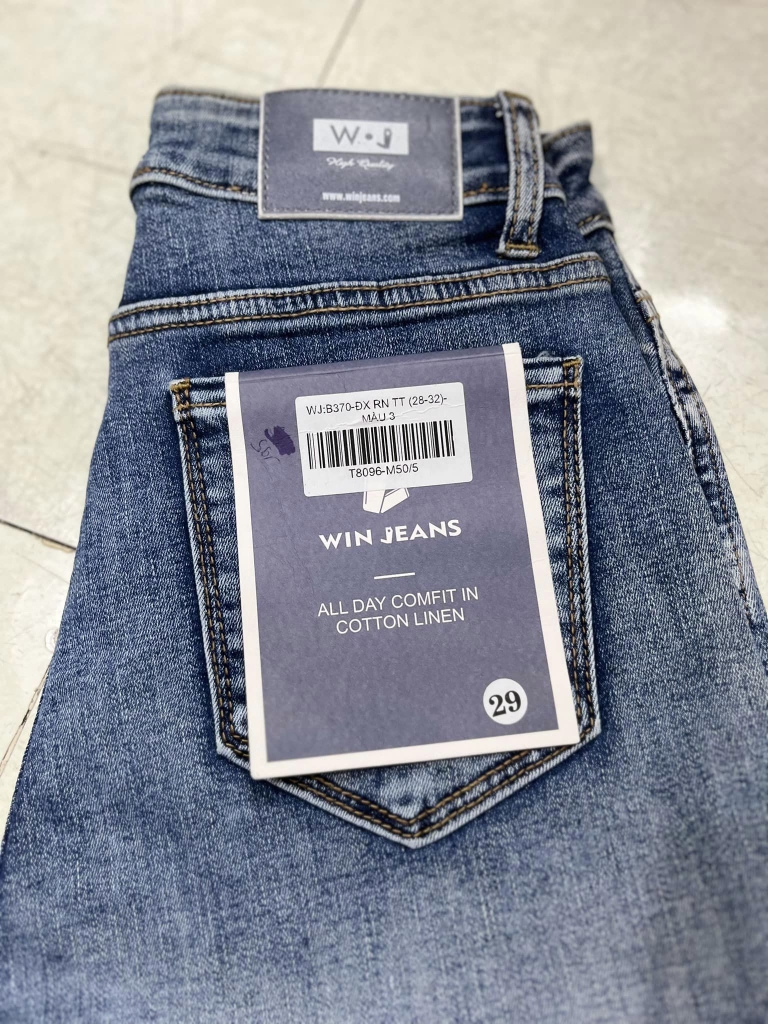 W•J
High Quality
www.winjeans.com
WJ:B370-ĐX RN TT (28-32)-
MÀU 3
T8096-M50/5
WIN JEANS
ALL DAY COMFIT IN
COTTON LINEN
29